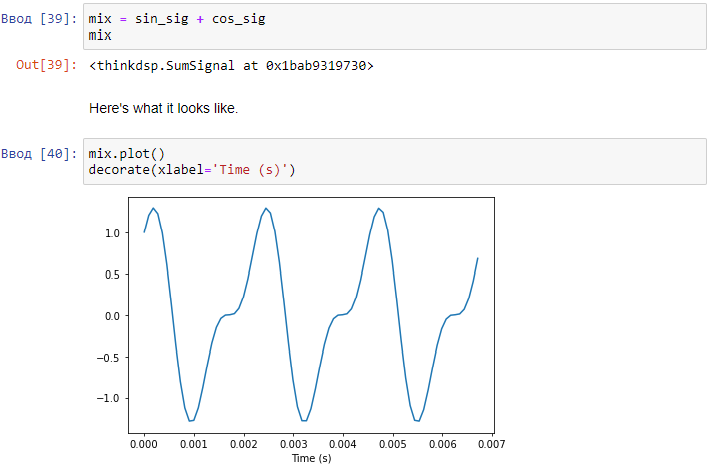 Ввод [39]: mix = sin_sig + cos_sig
mix
Out[39]: <thinkdsp.SumSignal at 0x1bab9319730>
Here's what it looks like.
Ввод [40]: mix.plot()
decorate(xlabel='Time (s)')
1.0
0.5
0.0
−0.5
−1.0
0.000 0.001 0.002 0.003 0.004 0.005 0.006 0.007
Time (s)